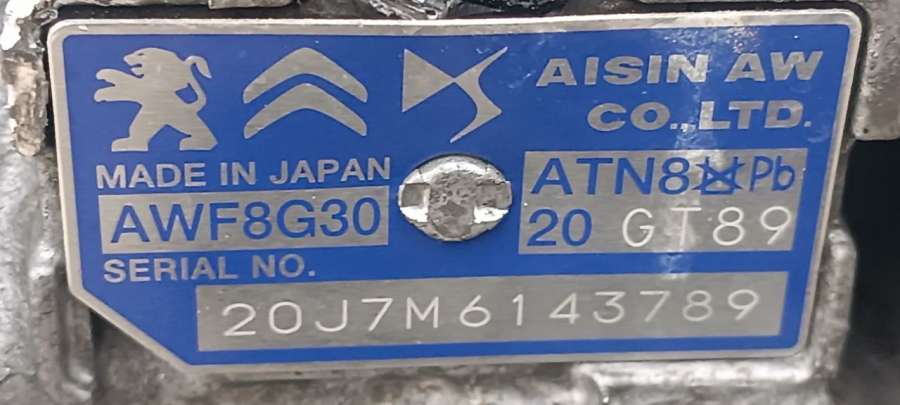 AISIN AW
CO.,LTD.
MADE IN JAPAN
AWF8G30
ATN8 Pb
20 GT89
SERIAL NO.
20J7M6143789